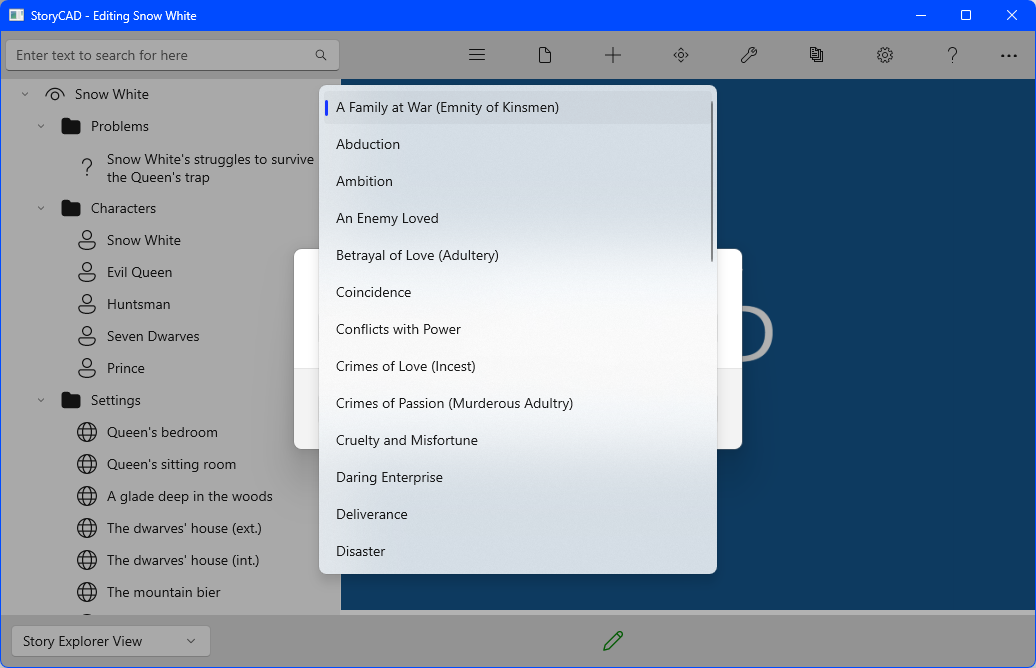 StoryCAD - Editing Snow White
Enter text to search for here
Snow White
Problems
Snow White's struggles to survive
the Queen's trap
Characters
Snow White
Evil Queen
Huntsman
Seven Dwarves
Prince
Settings
Queen's bedroom
Queen's sitting room
A glade deep in the woods
The dwarves' house (ext.)
The dwarves' house (int.)
The mountain bier
A Family at War (Emnity of Kinsmen)
Abduction
Ambition
An Enemy Loved
Betrayal of Love (Adultery)
Coincidence
Conflicts with Power
Crimes of Love (Incest)
Crimes of Passion (Murderous Adultry)
Cruelty and Misfortune
Daring Enterprise
Deliverance
Disaster
D
Story Explorer View